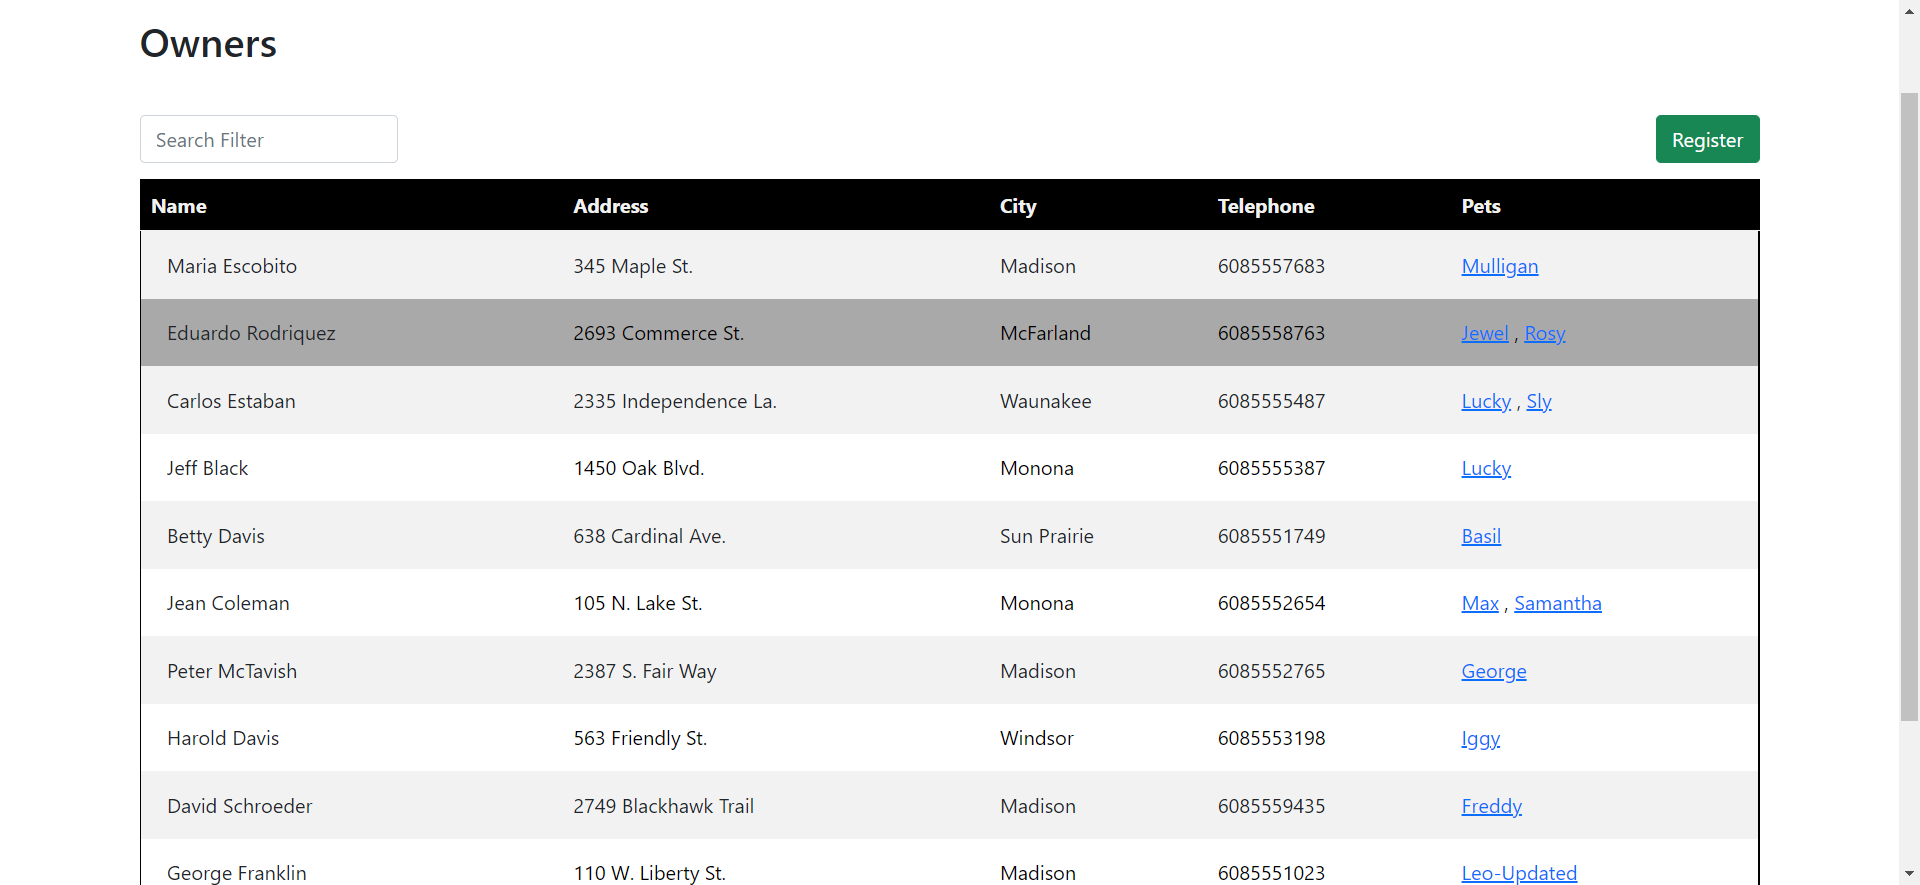 Owners
Search Filter Register
Name Address City Telephone Pets
Maria Escobito 345 Maple St. Madison 6085557683 Mulligan
Eduardo Rodriquez 2693 Commerce St. McFarland 6085558763 Jewel , Rosy
Carlos Estaban 2335 Independence La. Waunakee 6085555487 Lucky , Sly
Jeff Black 1450 Oak Blvd. Monona 6085555387 Lucky
Betty Davis 638 Cardinal Ave. Sun Prairie 6085551749 Basil
Jean Coleman 105 N. Lake St. Monona 6085552654 Max , Samantha
Peter McTavish 2387 S. Fair Way Madison 6085552765 George
Harold Davis 563 Friendly St. Windsor 6085553198 Iggy
David Schroeder 2749 Blackhawk Trail Madison 6085559435 Freddy
George Franklin 110 W. Liberty St. Madison 6085551023 Leo-Updated